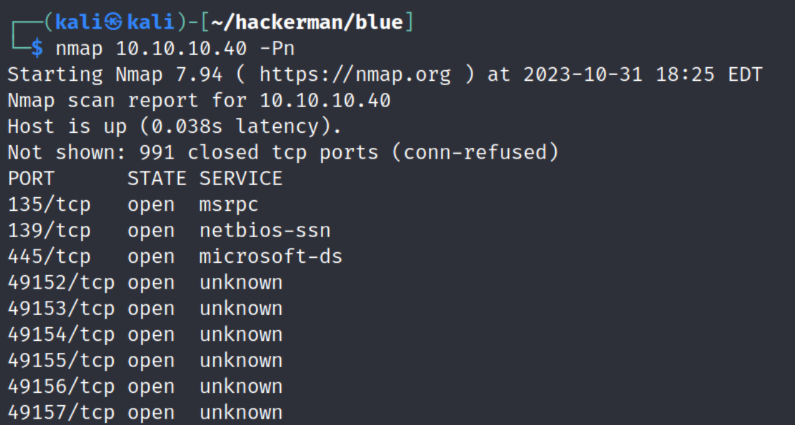 ┌──(kali㉿kali)-[~/hackerman/blue]
└─$ nmap 10.10.10.40 -Pn
Starting Nmap 7.94 ( https://nmap.org ) at 2023-10-31 18:25 EDT
Nmap scan report for 10.10.10.40
Host is up (0.038s latency).
Not shown: 991 closed tcp ports (conn-refused)
PORT      STATE SERVICE
135/tcp   open  msrpc
139/tcp   open  netbios-ssn
445/tcp   open  microsoft-ds
49152/tcp open  unknown
49153/tcp open  unknown
49154/tcp open  unknown
49155/tcp open  unknown
49156/tcp open  unknown
49157/tcp open  unknown